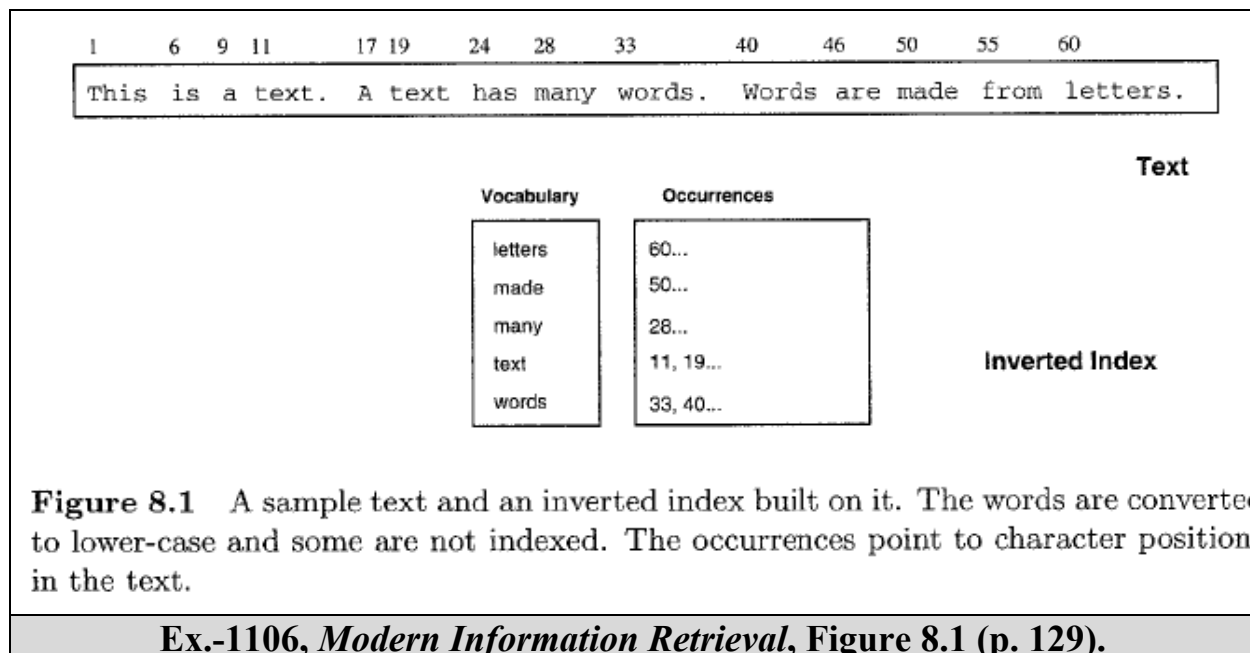 1 6 9 11 17 19 24 28 33 40 46 50 55 60
This is a text. A text has many words. Words are made from letters.
Text
Vocabulary Occurrences
letters 60...
made 50...
many 28...
text 11, 19...
words 33, 40...
Inverted Index
Figure 8.1 A sample text and an inverted index built on it. The words are converted
to lower-case and some are not indexed. The occurrences point to character position
in the text.
Ex.-1106, Modern Information Retrieval, Figure 8.1 (p. 129).